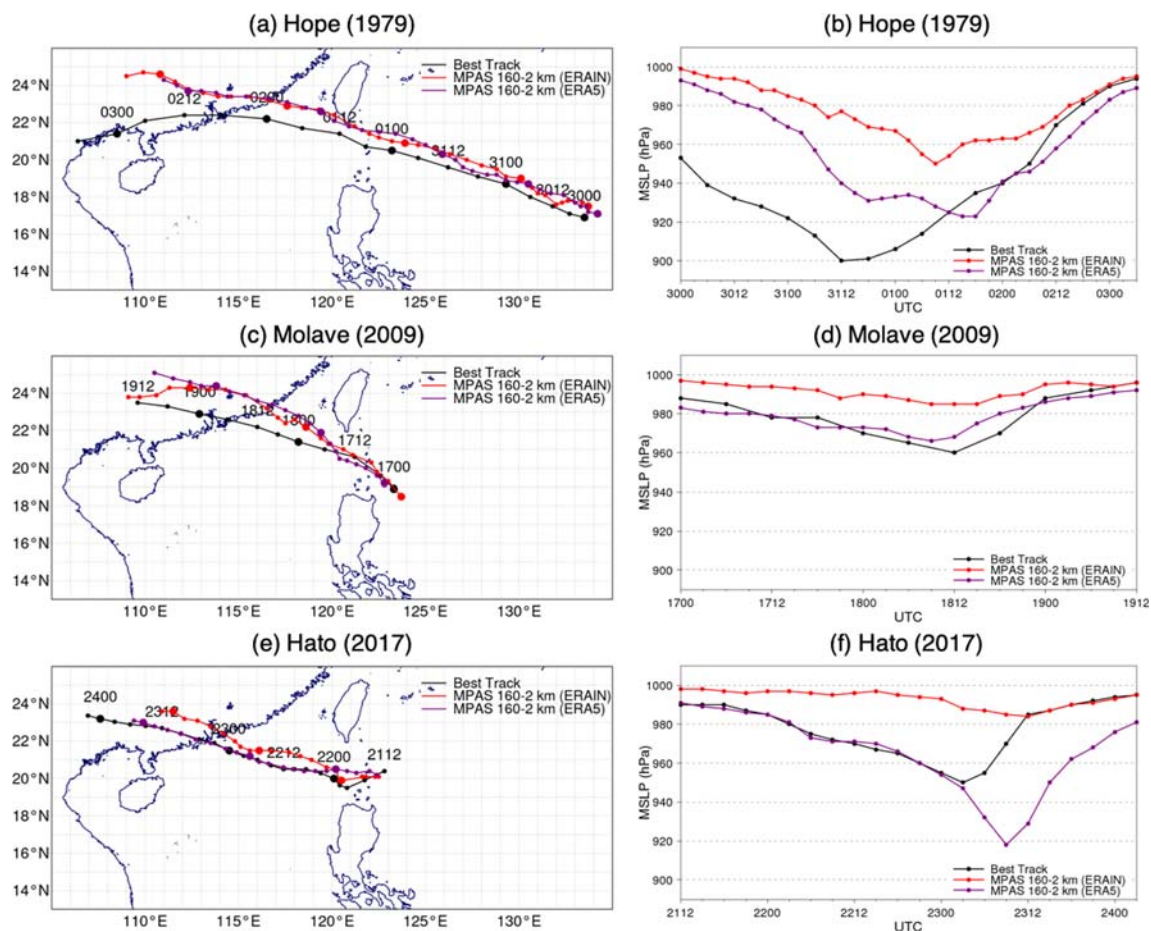 (a) Hope (1979)
24°N
22°N
20°N
18°N
16°N
14°N
110°E
115°E
120°E
125°E
130°E
Best Track
MPAS 160-2 km (ERAIN)
MPAS 160-2 km (ERA5)
0300
0212
0200
0112
0100
3112
3100
3012
3000
(b) Hope (1979)
MSLP (hPa)
1000
980
960
940
920
900
Best Track
MPAS 160-2 km (ERAIN)
MPAS 160-2 km (ERA5)
3000
3012
3100
3112
0100
0112
0200
0212
0300
UTC
(c) Molave (2009)
24°N
22°N
20°N
18°N
16°N
14°N
110°E
115°E
120°E
125°E
130°E
Best Track
MPAS 160-2 km (ERAIN)
MPAS 160-2 km (ERA5)
1912
1900
1812
1800
1712
1700
(d) Molave (2009)
MSLP (hPa)
1000
980
960
940
920
900
Best Track
MPAS 160-2 km (ERAIN)
MPAS 160-2 km (ERA5)
1700
1712
1800
1812
1900
1912
UTC
(e) Hato (2017)
24°N
22°N
20°N
18°N
16°N
14°N
110°E
115°E
120°E
125°E
130°E
Best Track
MPAS 160-2 km (ERAIN)
MPAS 160-2 km (ERA5)
2400
2312
2300
2212
2200
2112
(f) Hato (2017)
MSLP (hPa)
1000
980
960
940
920
900
Best Track
MPAS 160-2 km (ERAIN)
MPAS 160-2 km (ERA5)
2112
2200
2212
2300
2312
2400
UTC